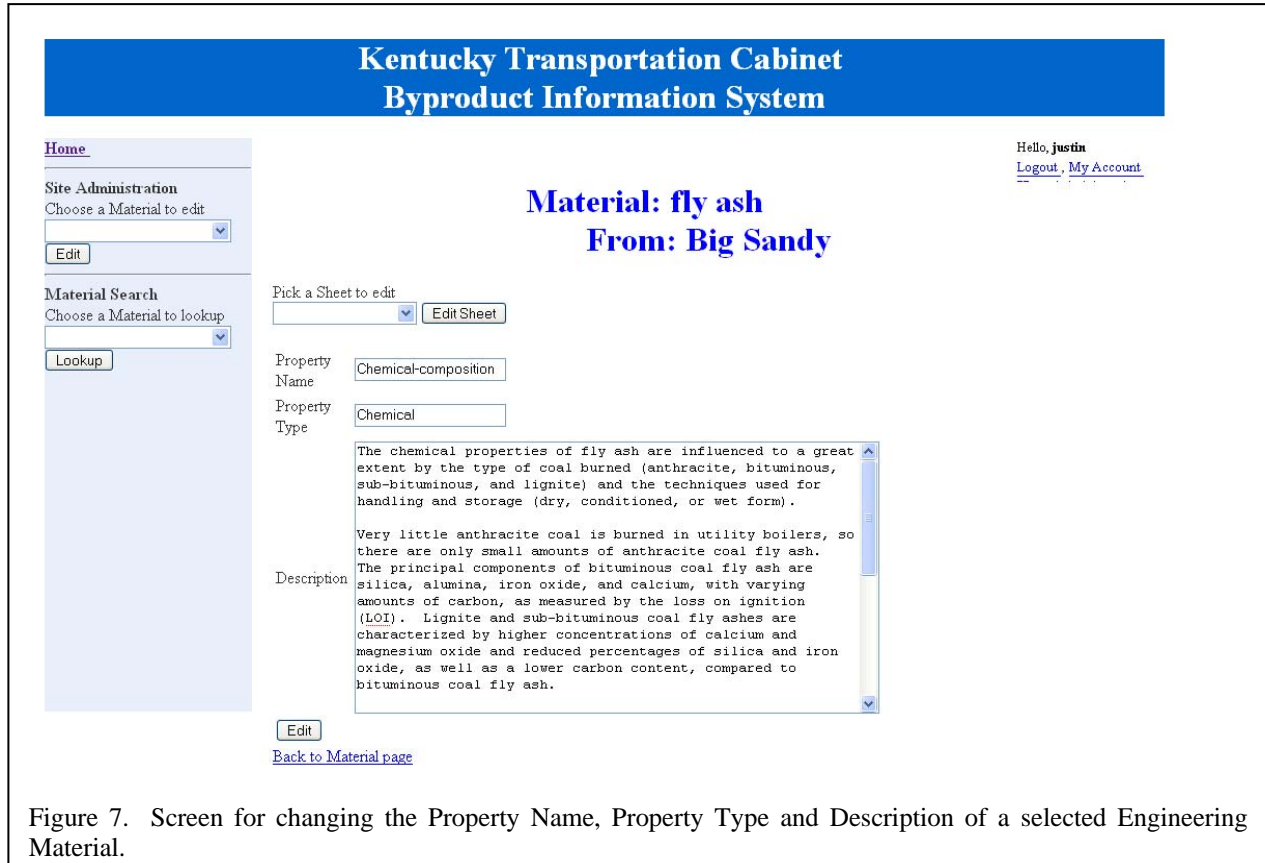 Kentucky Transportation Cabinet
Byproduct Information System
Home
Hello, justin
Logout , My Account
Site Administration
Choose a Material to edit
Edit
Material Search
Choose a Material to lookup
Lookup
Material: fly ash
From: Big Sandy
Pick a Sheet to edit
Edit Sheet
Property
Name
Chemical-composition
Property
Type
Chemical
Description
The chemical properties of fly ash are influenced to a great
extent by the type of coal burned (anthracite, bituminous,
sub-bituminous, and lignite) and the techniques used for
handling and storage (dry, conditioned, or wet form).
Very little anthracite coal is burned in utility boilers, so
there are only small amounts of anthracite coal fly ash.
The principal components of bituminous coal fly ash are
silica, alumina, iron oxide, and calcium, with varying
amounts of carbon, as measured by the loss on ignition
(LOI).  Lignite and sub-bituminous coal fly ashes are
characterized by higher concentrations of calcium and
magnesium oxide and reduced percentages of silica and iron
oxide, as well as a lower carbon content, compared to
bituminous coal fly ash.
Edit
Back to Material page
Figure 7. Screen for changing the Property Name, Property Type and Description of a selected Engineering
Material.